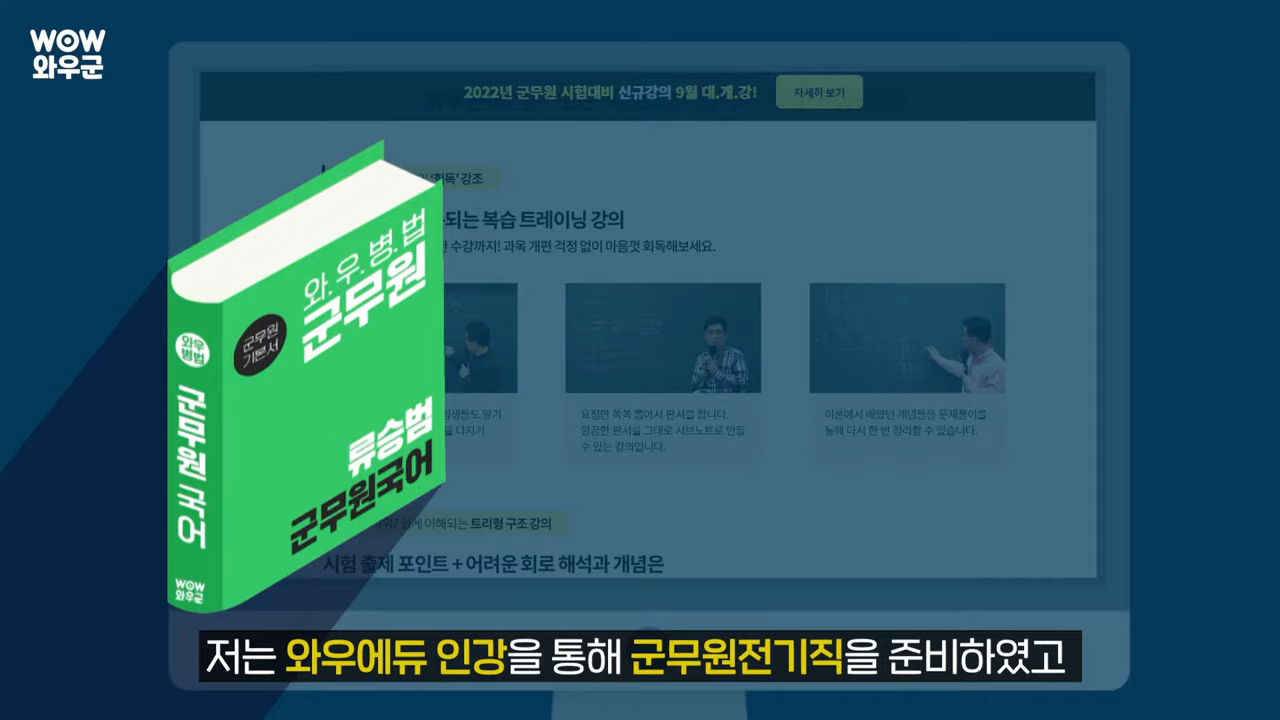 WOW
와우군
2022년 군무원 시험대비 신규강의 9월 대.개.강!
자세히 보기
'회독' 강조
되는 복습 트레이닝 강의
수강까지! 과목 개편 걱정 없이 마음껏 회독해보세요.
와.우.병.법
군무원
군무원
기본서
류승범
군무원국어
와우
병법
군무원 국어
WOW
와우군
요점만 쏙쏙 뽑아서 판서를 합니다.
깔끔한 판서를 그대로 서브노트로 만들
수 있는 강의입니다.
이론에서 배웠던 개념들은 문제풀이를
통해 다시 한 번 정리할 수 있습니다.
쉽게 이해되는 트리형 구조 강의
시험 출제 포인트 + 어려운 회로 해석과 개념은
저는 와우에듀 인강을 통해 군무원전기직을 준비하였고